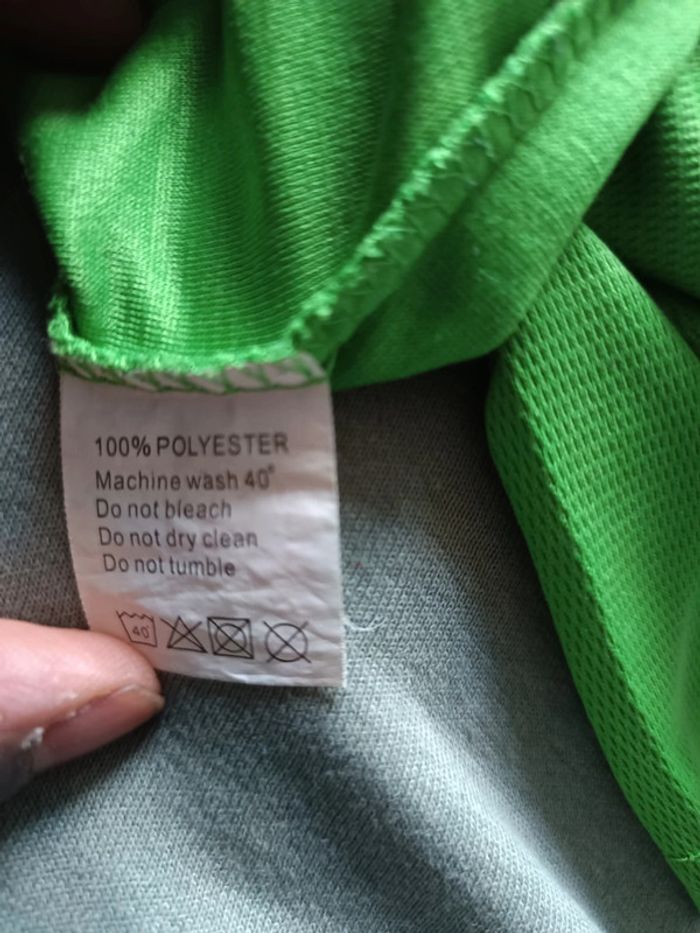 100% POLYESTER
Machine wash 40°
Do not bleach
Do not dry clean
Do not tumble
40